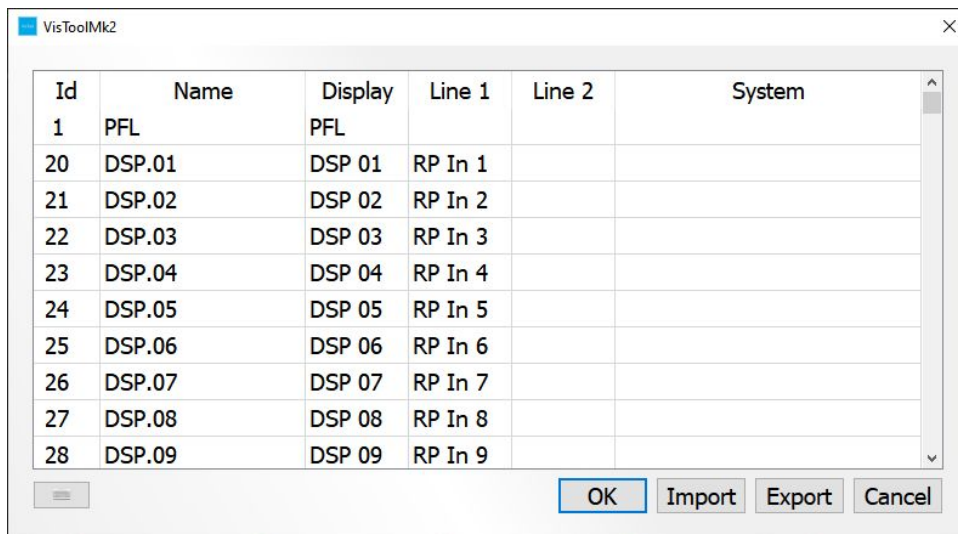 VisToolMk2
Id Name Display Line 1 Line 2 System
1 PFL PFL
20 DSP.01 DSP 01 RP In 1
21 DSP.02 DSP 02 RP In 2
22 DSP.03 DSP 03 RP In 3
23 DSP.04 DSP 04 RP In 4
24 DSP.05 DSP 05 RP In 5
25 DSP.06 DSP 06 RP In 6
26 DSP.07 DSP 07 RP In 7
27 DSP.08 DSP 08 RP In 8
28 DSP.09 DSP 09 RP In 9
OK Import Export Cancel